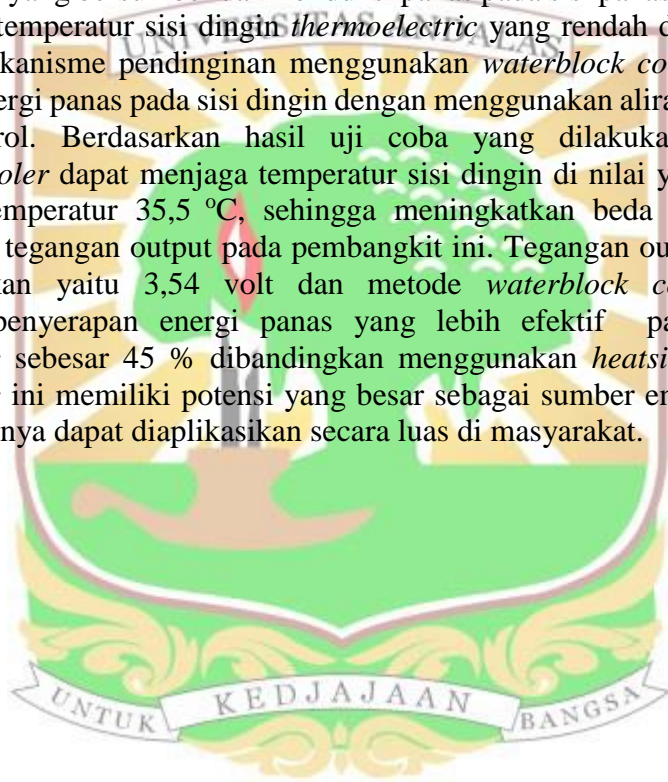 temperatur sisi dingin thermoelectric yang rendah
UNIVERSITAS ANDALAS
kanisme pendinginan menggunakan waterblock co
ergi panas pada sisi dingin dengan menggunakan alira
rol. Berdasarkan hasil uji coba yang dilakuka
oler dapat menjaga temperatur sisi dingin di nilai y
emperatur 35,5 °C, sehingga meningkatkan beda
tegangan output pada pembangkit ini. Tegangan ou
kan yaitu 3,54 volt dan metode waterblock co
penyerapan energi panas yang lebih efektif pa
sebesar 45 % dibandingkan menggunakan heatsi
ini memiliki potensi yang besar sebagai sumber en
nya dapat diaplikasikan secara luas di masyarakat.
UNTUK KEDJAJAAN BANGSA